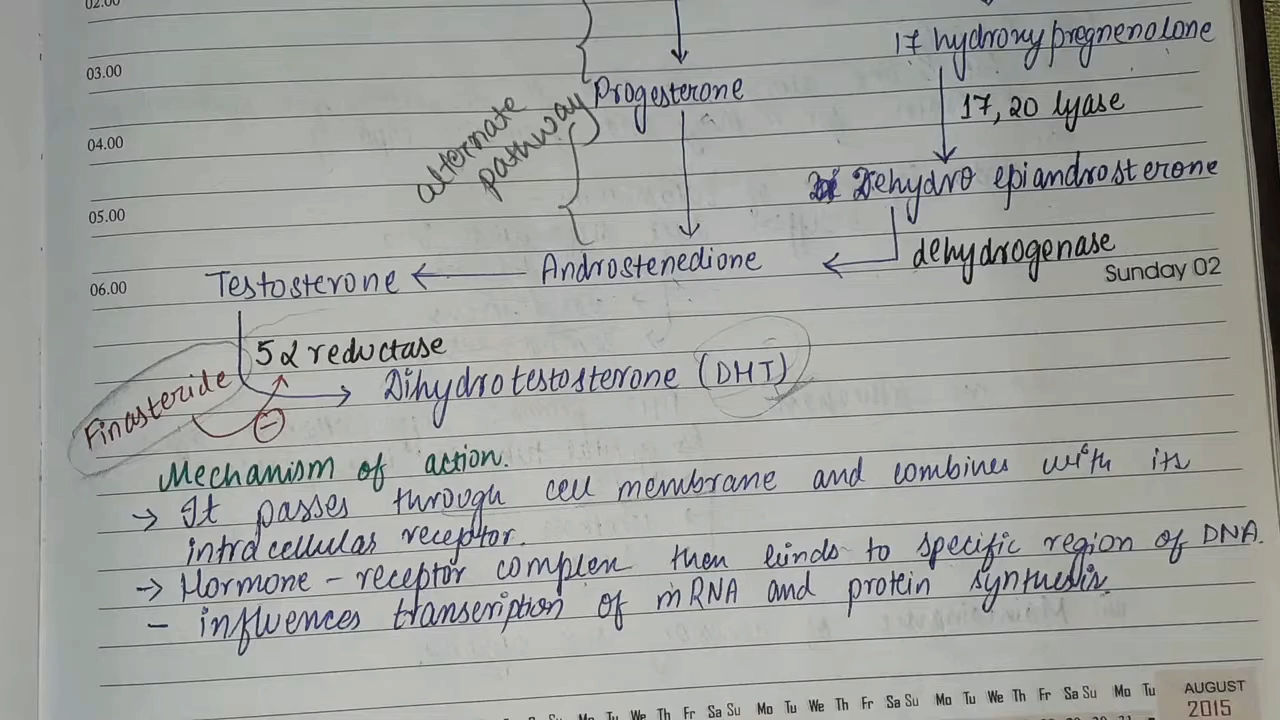 02.00
17 hydroxy pregnenolone
03.00
Progesterone
17, 20 lyase
alternate
pathway
04.00
Dehydro epiandrosterone
05.00
dehydrogenase
Androstenedione
Testosterone
Sunday 02
06.00
5α reductase
Finasteride
Dihydrotestosterone (DHT)
Mechanism of action.
→ It passes through cell membrane and combines with its
intracellular receptor.
→ Hormone - receptor complex then binds to specific region of DNA.
- influences transcription of mRNA and protein synthesis.
Su Mo Tu We Th Fr Sa Su Mo Tu We Th Fr Sa Su Mo Tu We Th Fr Sa Su Mo Tu
AUGUST
2015